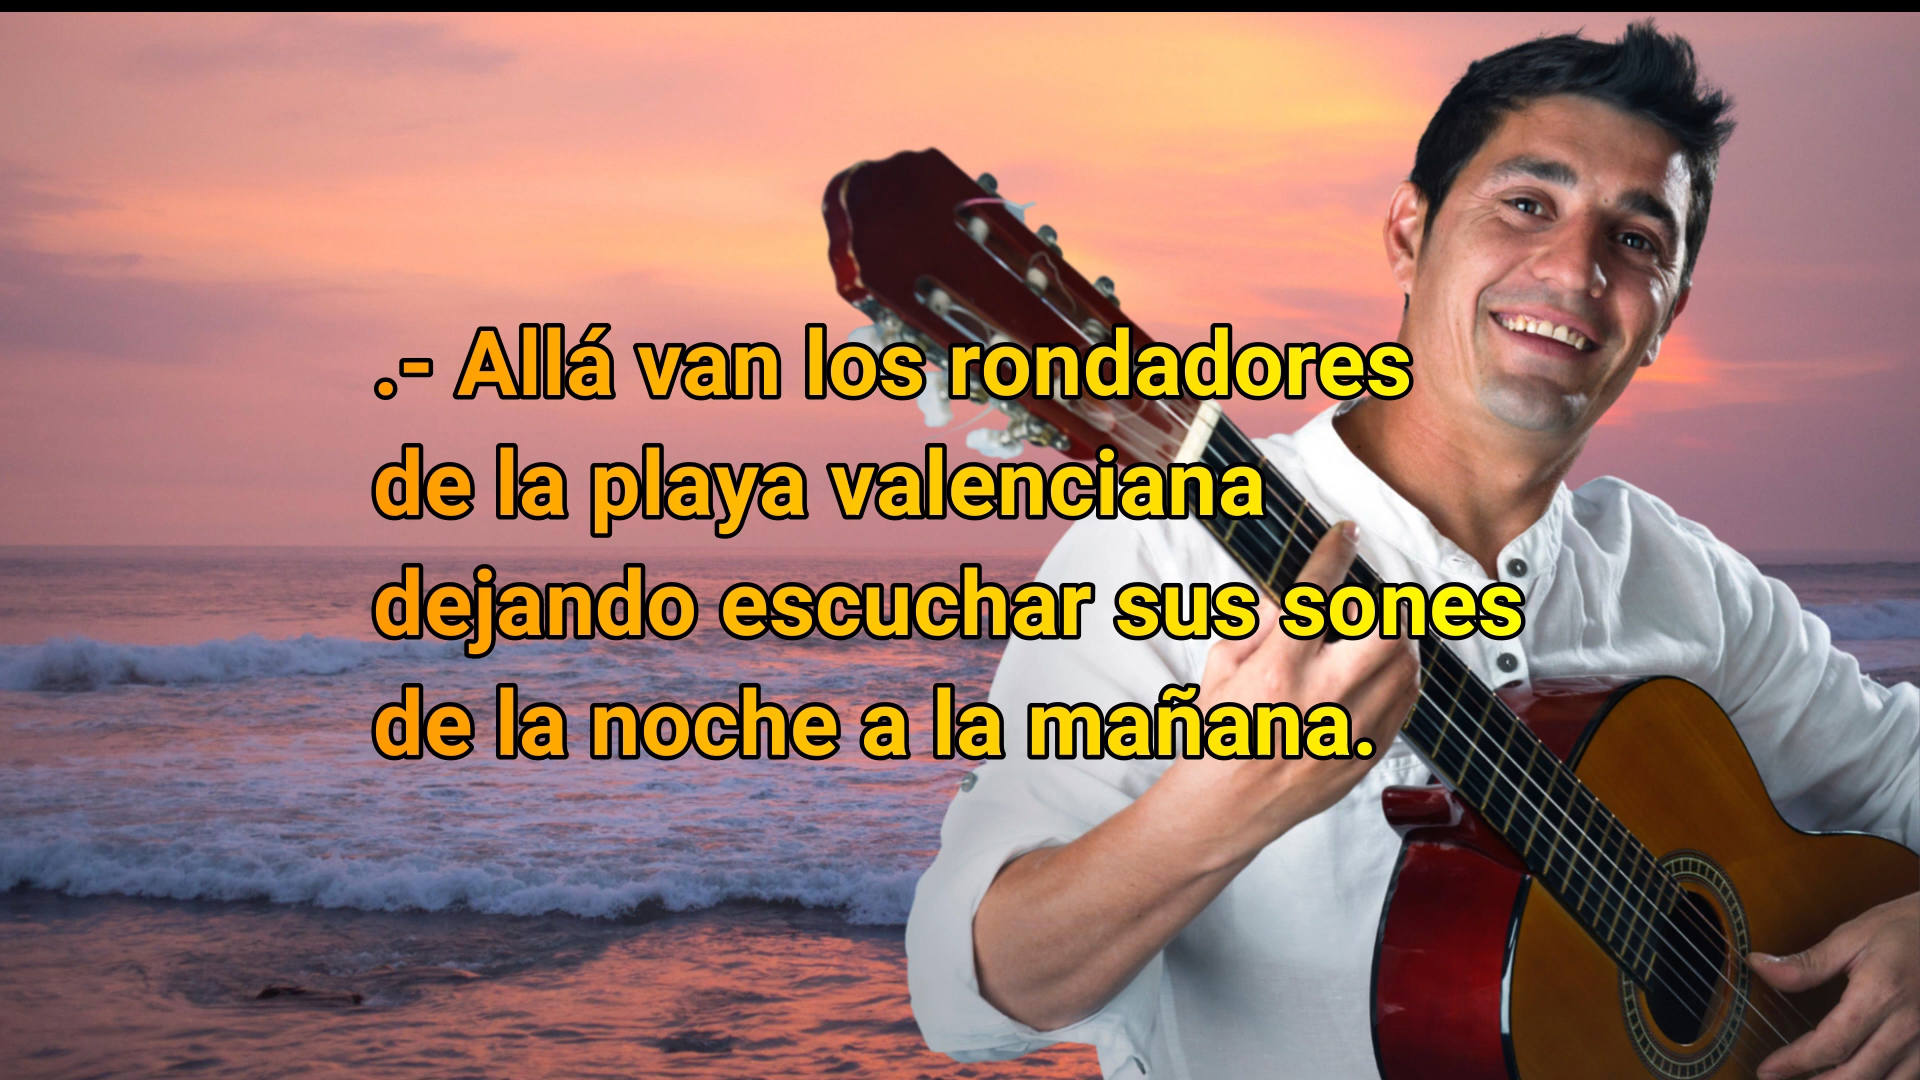 .- Allá van los rondadores
de la playa valenciana
dejando escuchar sus sones
de la noche a la mañana.